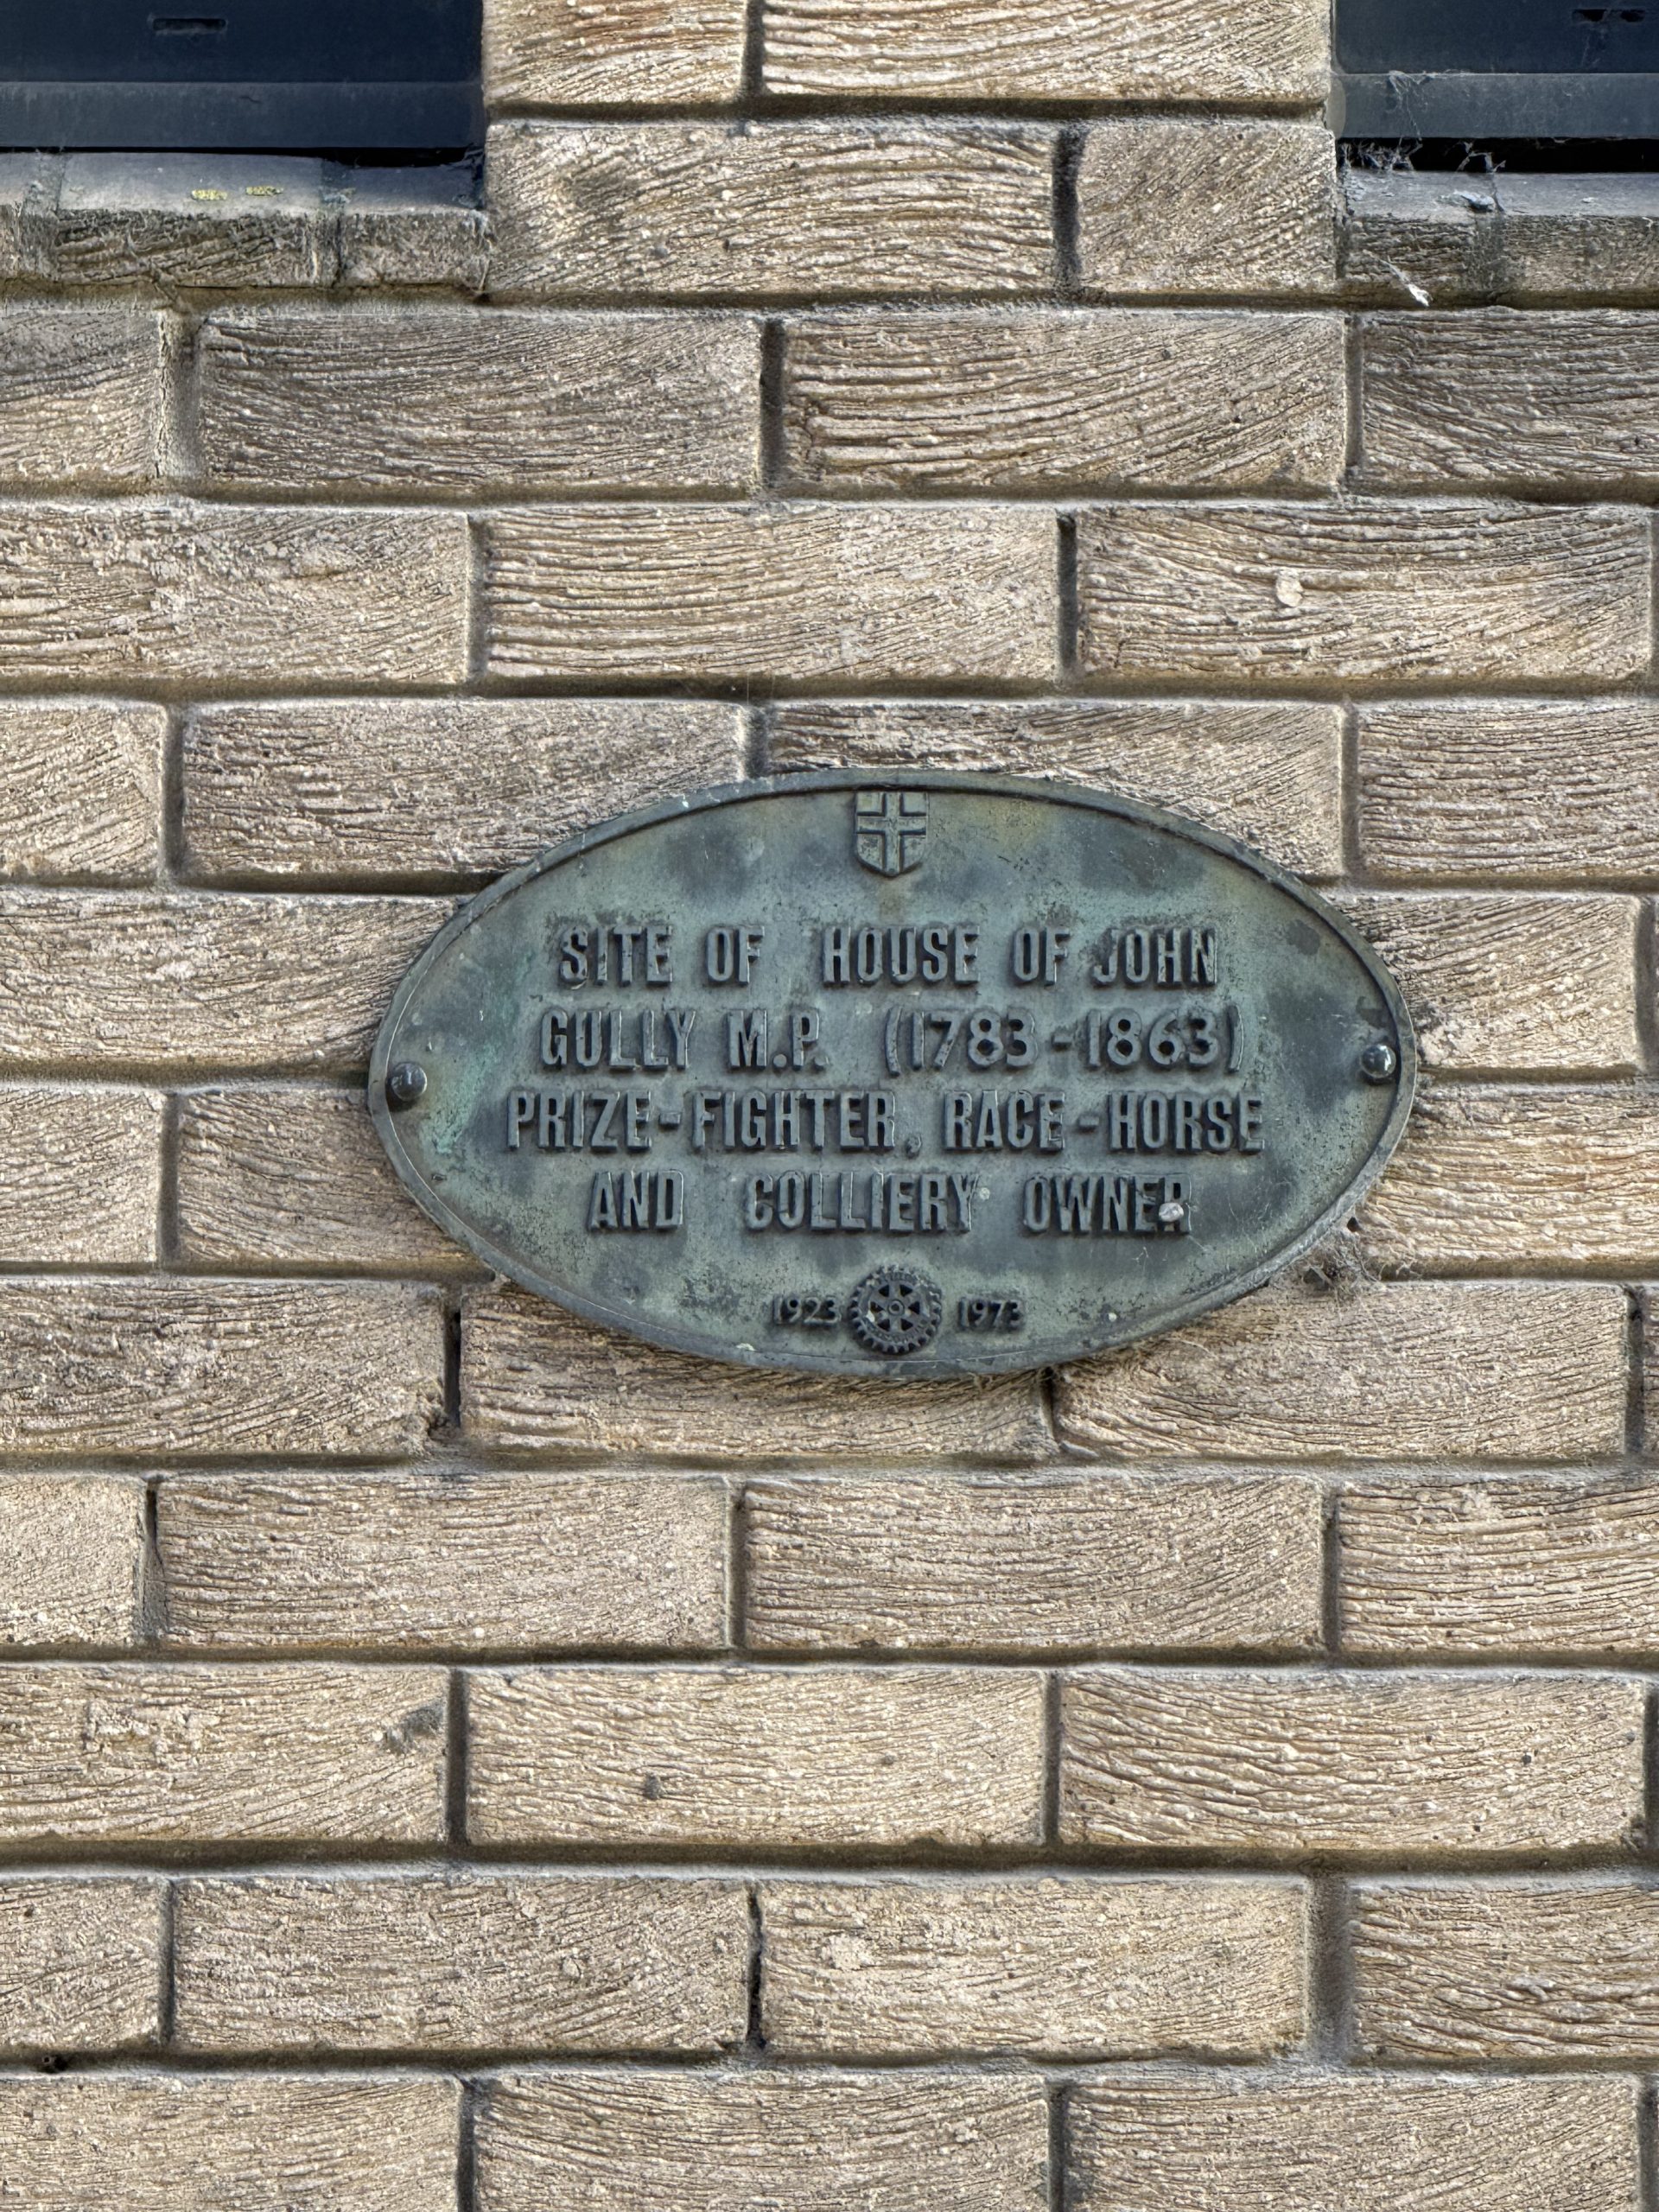 SITE OF HOUSE OF JOHN
GULLY M.P. (1783-1863)
PRIZE-FIGHTER, RACE-HORSE
AND COLLIERY OWNER
1923 1973